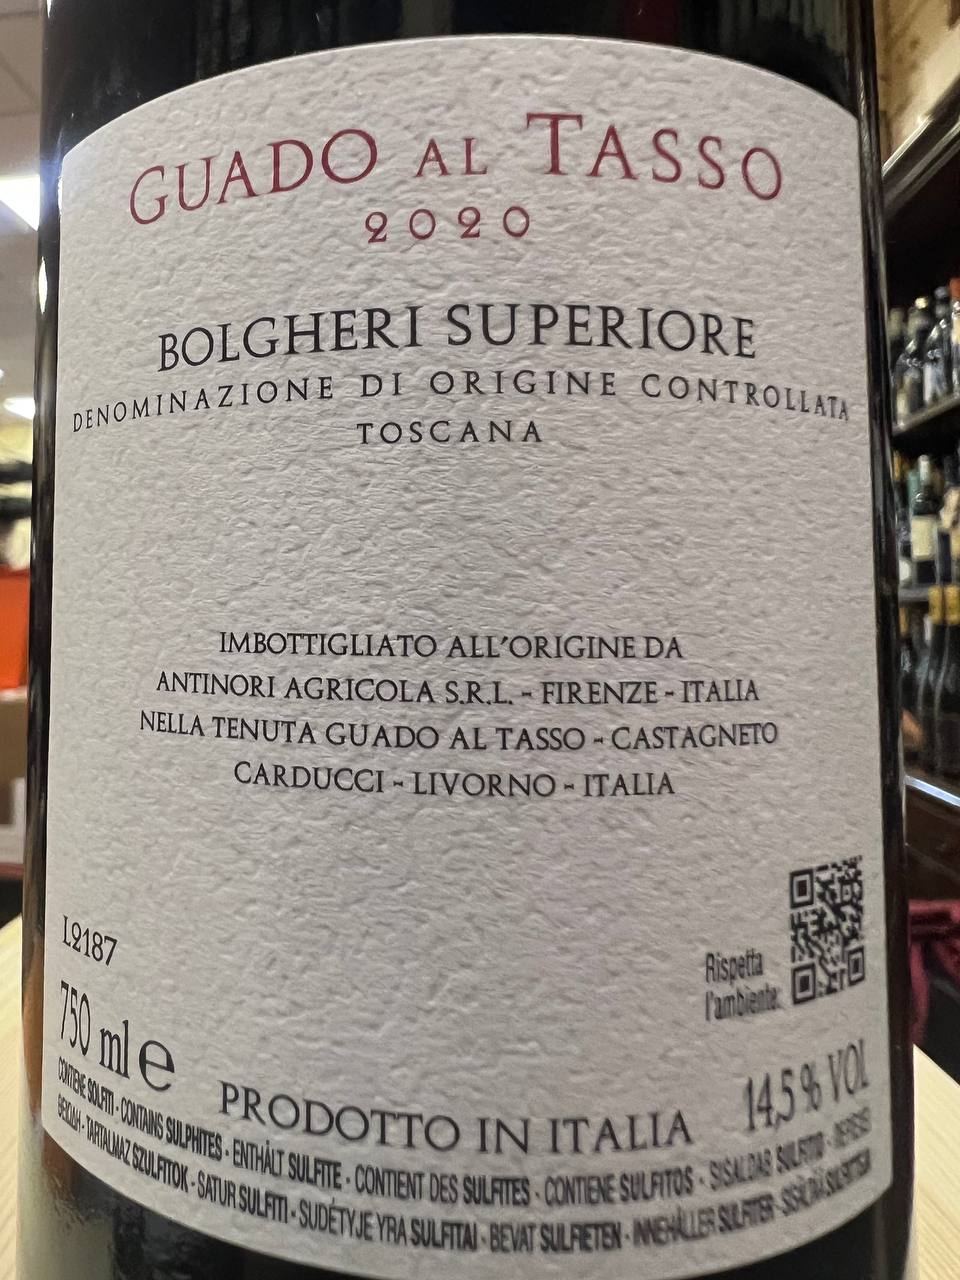 GUADO AL TASSO
2020
BOLGHERI SUPERIORE
DENOMINAZIONE DI ORIGINE CONTROLLATA
TOSCANA
IMBOTTIGLIATO ALL'ORIGINE DA
ANTINORI AGRICOLA S.R.L. - FIRENZE - ITALIA
NELLA TENUTA GUADO AL TASSO - CASTAGNETO
CARDUCCI - LIVORNO - ITALIA
L2187
Rispetta
l'ambiente:
750 ml e
PRODOTTO IN ITALIA
14,5 % VOL
CONTIENE SOLFITI - CONTAINS SULPHITES - ENTHÄLT SULFITE - CONTIENT DES SULFITES - CONTIENE SULFITOS - SISALDAB SULFITID -
ΘΕΙΩΔΗ - TARTALMAZ SZULFITOK - SATUR SULFITI - SUDĖTYJE YRA SULFITAI - BEVAT SULFIETEN - INNEHÅLLER SULFITER -